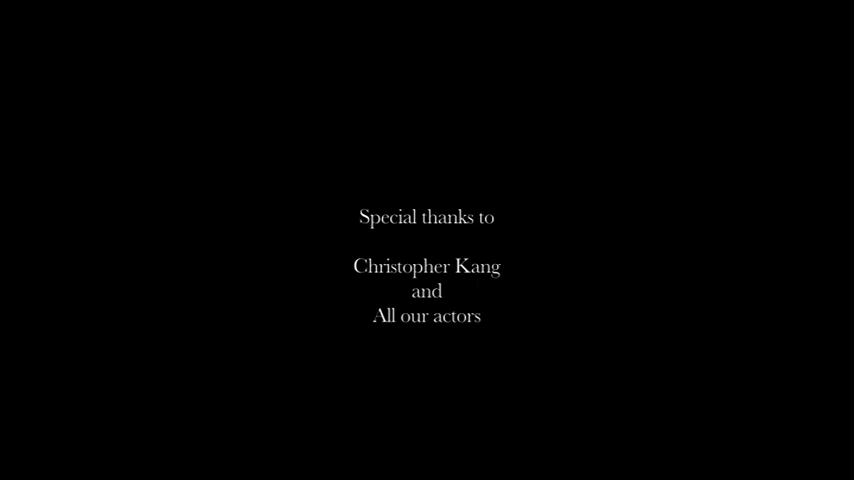 Special thanks to
Christopher Kang
and
All our actors